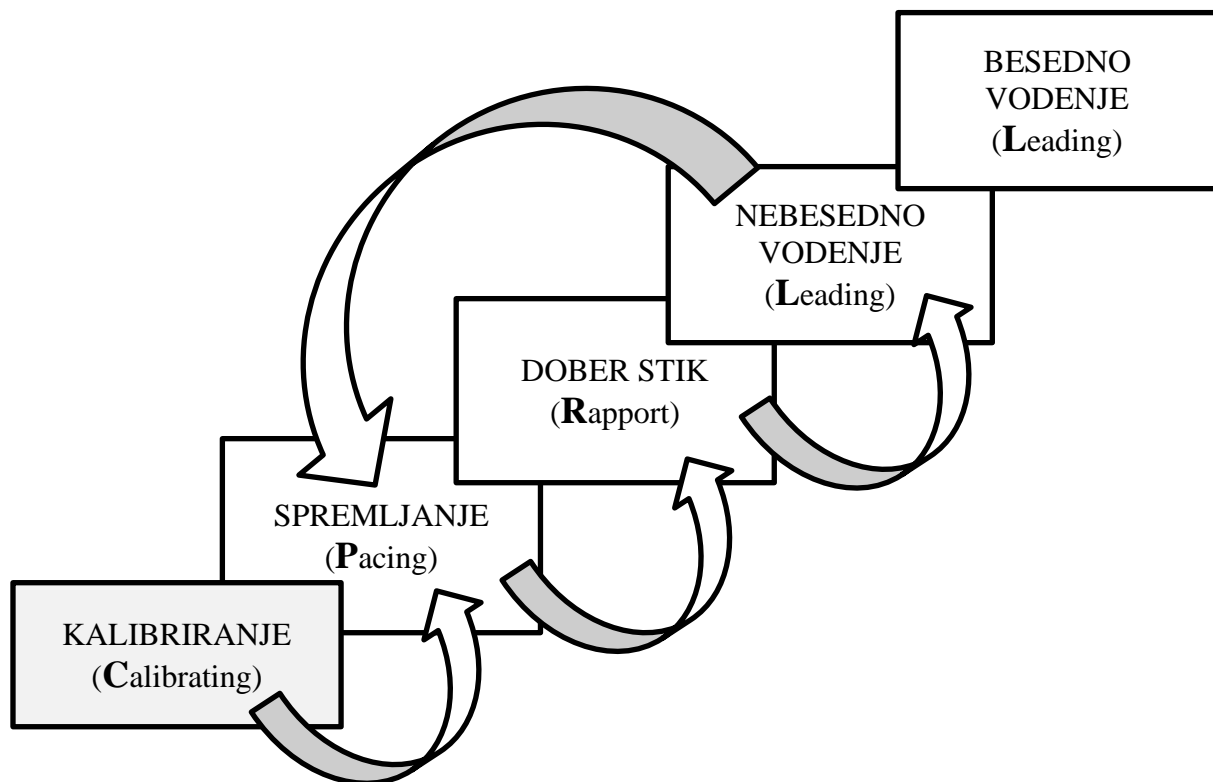 BESEDNO
VODENJE
(Leading)
NEBESEDNO
VODENJE
(Leading)
DOBER STIK
(Rapport)
SPREMLJANJE
(Pacing)
KALIBRIRANJE
(Calibrating)